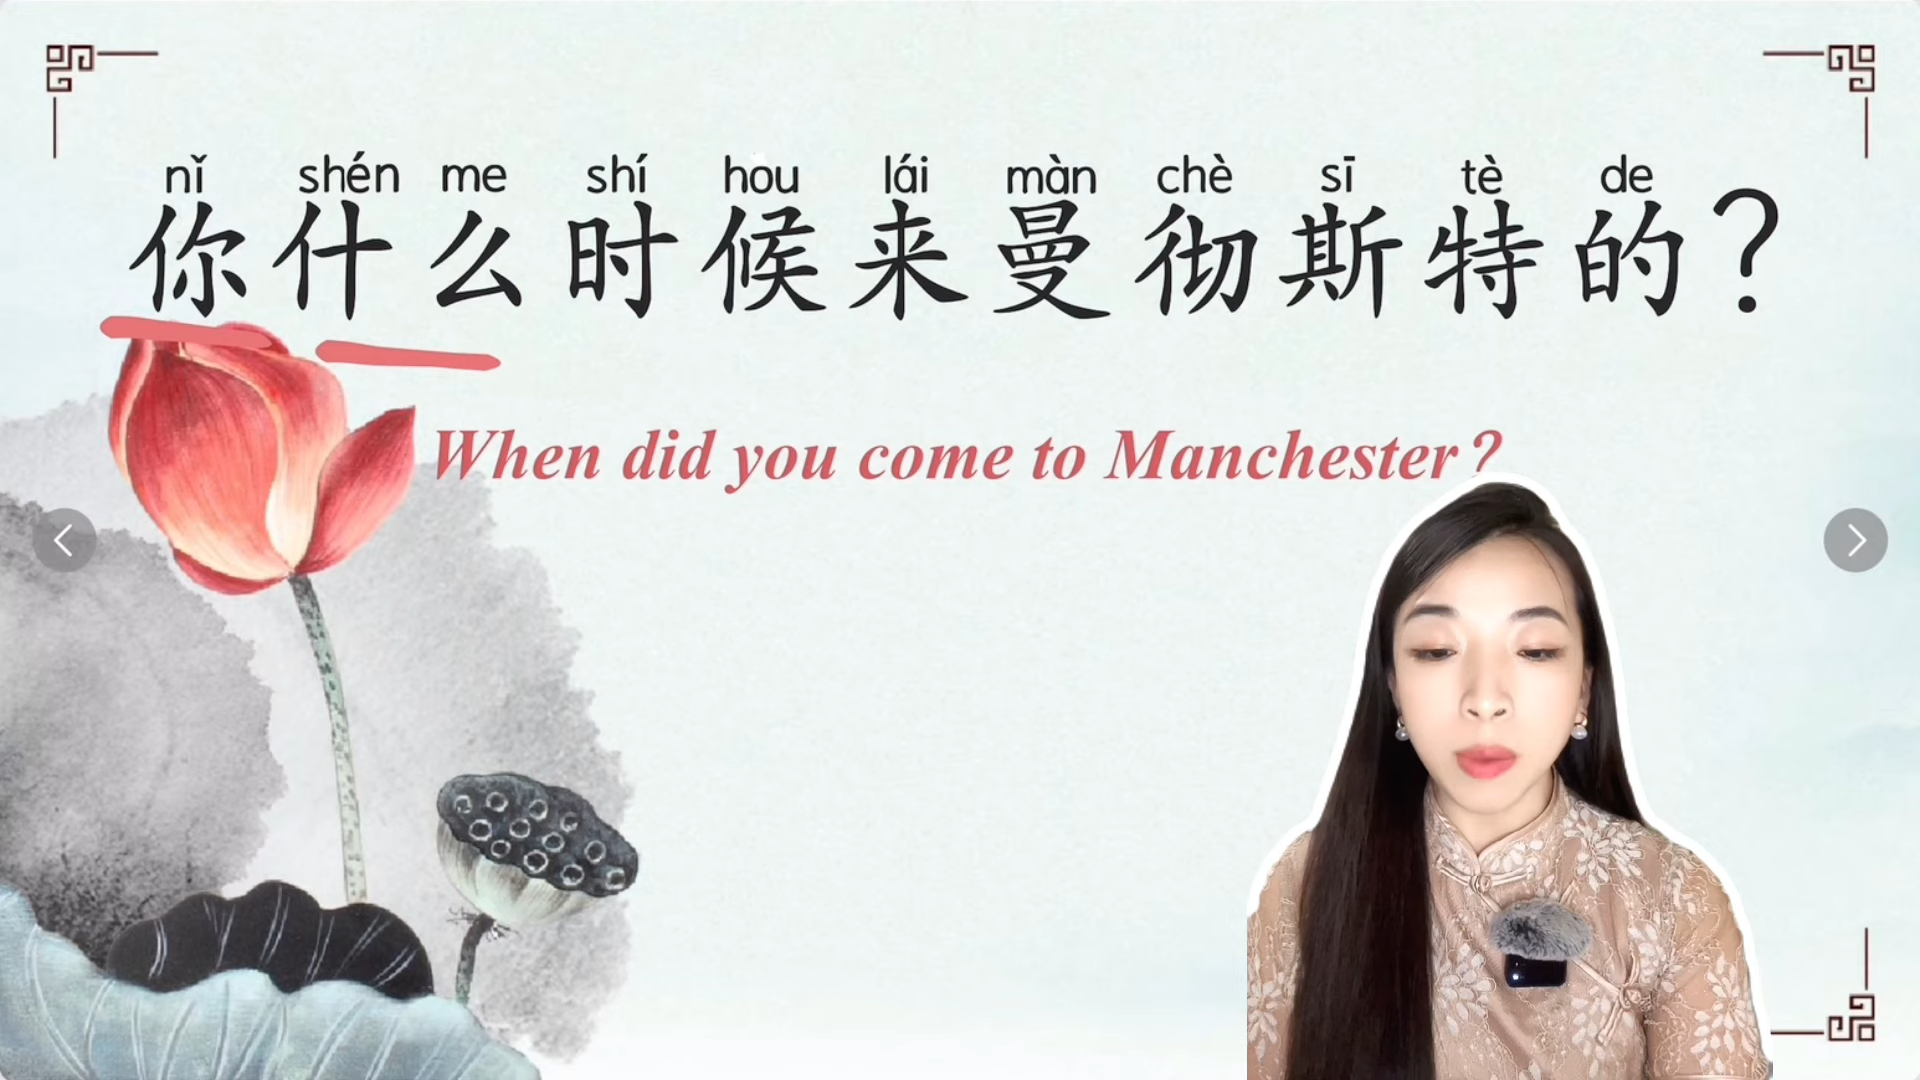 nǐ shén me shí hou lái màn chè sī tè de
你什么时候来曼彻斯特的？
When did you come to Manchester？